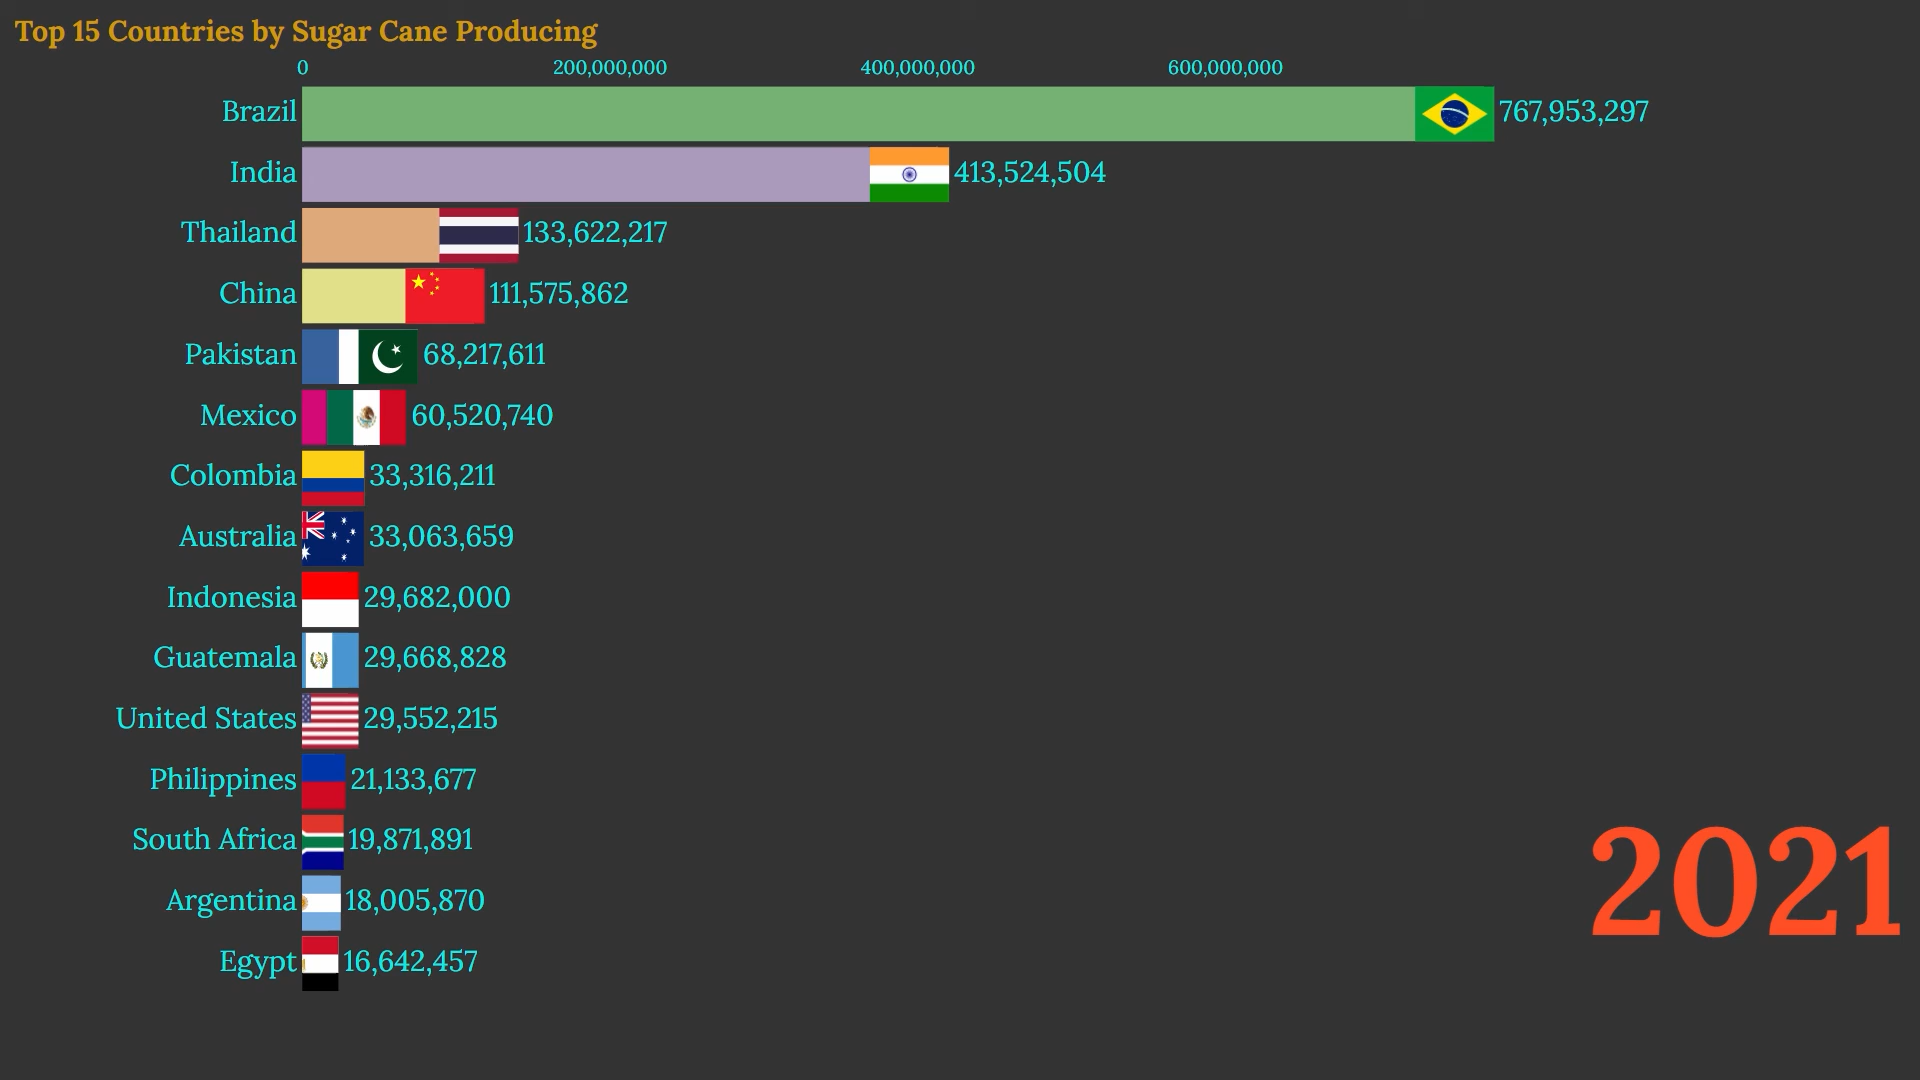 Top 15 Countries by Sugar Cane Producing
0 200,000,000 400,000,000 600,000,000
Brazil 767,953,297
India 413,524,504
Thailand 133,622,217
China 111,575,862
Pakistan 68,217,611
Mexico 60,520,740
Colombia 33,316,211
Australia 33,063,659
Indonesia 29,682,000
Guatemala 29,668,828
United States 29,552,215
Philippines 21,133,677
South Africa 19,871,891
Argentina 18,005,870
Egypt 16,642,457
2021